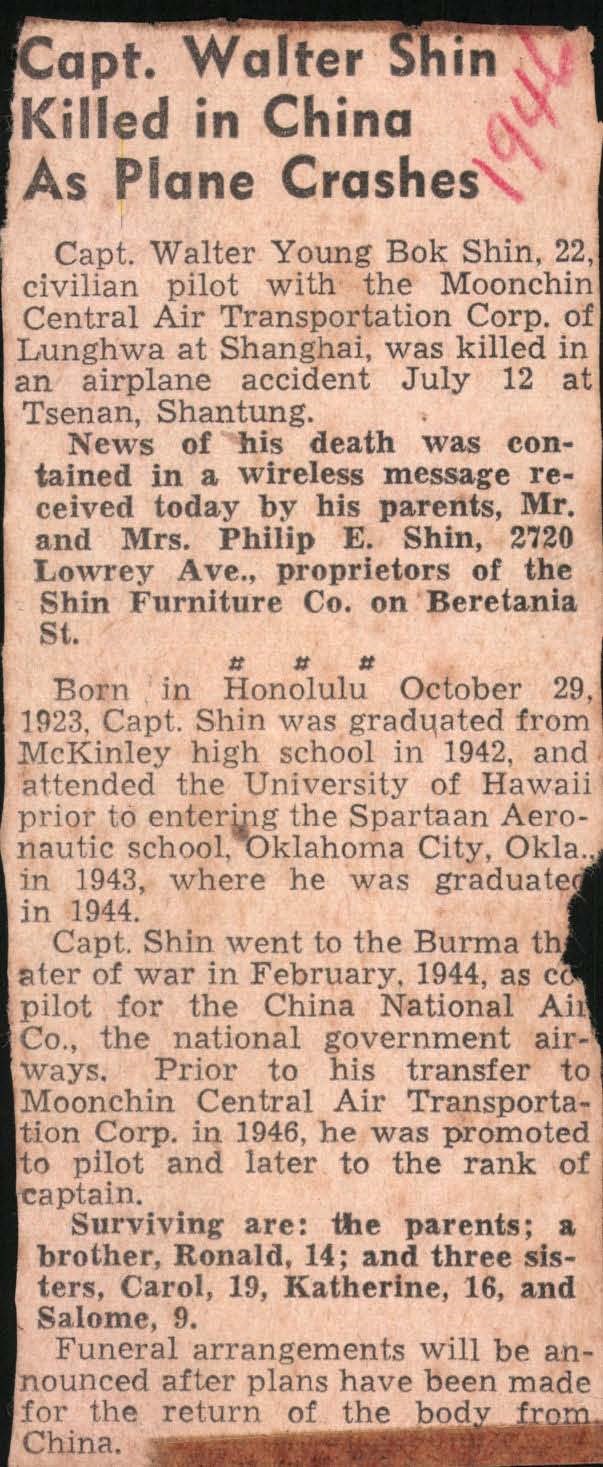 Capt. Walter Shin
Killed in China
As Plane Crashes
1946
Capt. Walter Young Bok Shin, 22,
civilian pilot with the Moonchin
Central Air Transportation Corp. of
Lunghwa at Shanghai, was killed in
an airplane accident July 12 at
Tsenan, Shantung.
News of his death was con-
tained in a wireless message re-
ceived today by his parents, Mr.
and Mrs. Philip E. Shin, 2720
Lowrey Ave., proprietors of the
Shin Furniture Co. on Beretania
St.
# # #
Born in Honolulu October 29,
1923, Capt. Shin was graduated from
McKinley high school in 1942, and
attended the University of Hawaii
prior to entering the Spartaan Aero-
nautic school, Oklahoma City, Okla.,
in 1943, where he was graduated
in 1944.
Capt. Shin went to the Burma th
ater of war in February, 1944, as co
pilot for the China National Air
Co., the national government air-
ways. Prior to his transfer to
Moonchin Central Air Transporta-
tion Corp. in 1946, he was promoted
to pilot and later to the rank of
captain.
Surviving are: the parents; a
brother, Ronald, 14; and three sis-
ters, Carol, 19, Katherine, 16, and
Salome, 9.
Funeral arrangements will be an-
nounced after plans have been made
for the return of the body from
China.